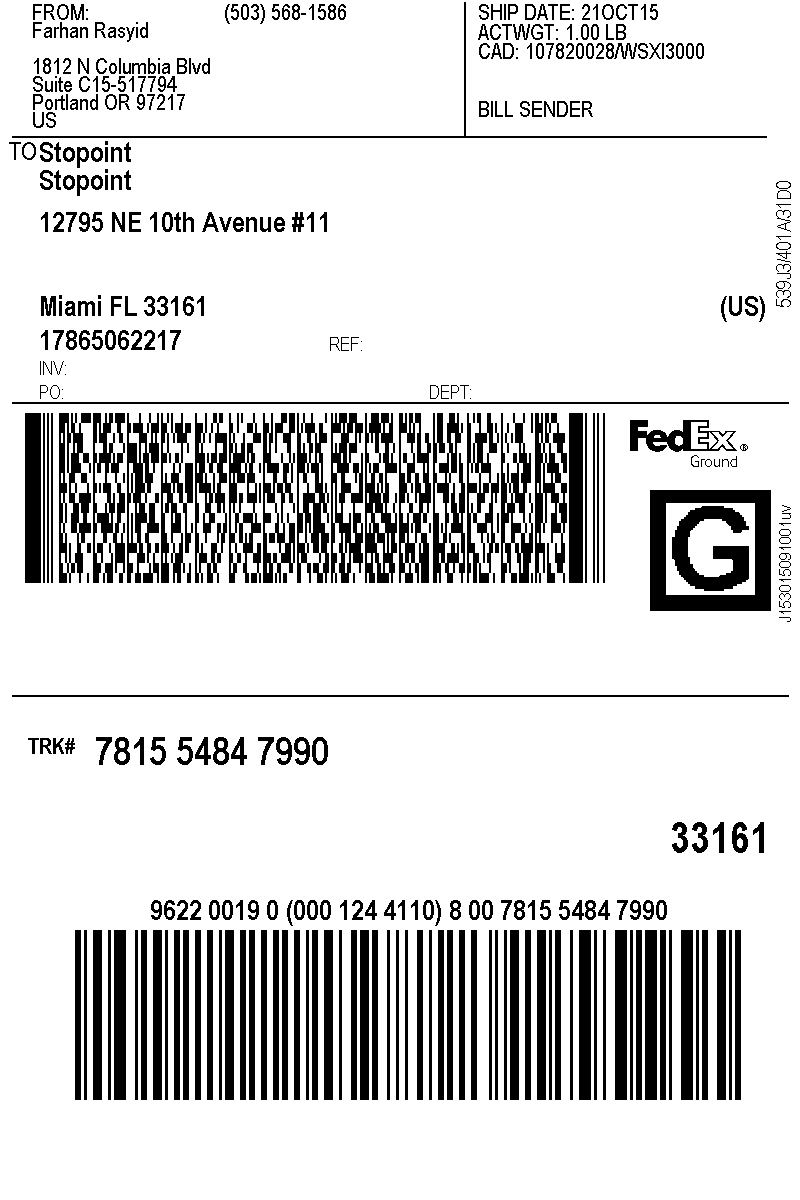 FROM: (503) 568-1586
Farhan Rasyid
1812 N Columbia Blvd
Suite C15-517794
Portland OR 97217
US
SHIP DATE: 21OCT15
ACTWGT: 1.00 LB
CAD: 107820028/WSXI3000
BILL SENDER
TO Stopoint
Stopoint
12795 NE 10th Avenue #11
Miami FL 33161 (US)
17865062217 REF:
INV:
PO: DEPT:
539J3/401A/31D0
FedEx®
Ground
G
J153015091001uv
TRK# 7815 5484 7990
33161
9622 0019 0 (000 124 4110) 8 00 7815 5484 7990